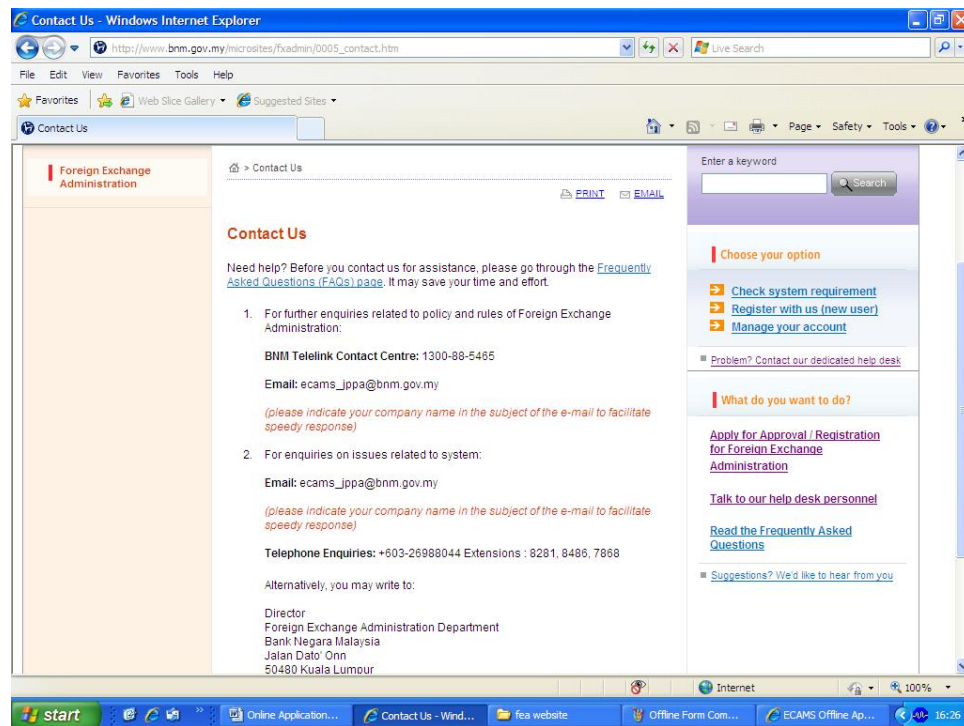 Contact Us - Windows Internet Explorer
http://www.bnm.gov.my/microsites/fxadmin/0005_contact.htm
Live Search
File Edit View Favorites Tools Help
Favorites Web Slice Gallery Suggested Sites
Contact Us
Page Safety Tools
Foreign Exchange
Administration
> Contact Us
PRINT EMAIL
Contact Us
Need help? Before you contact us for assistance, please go through the Frequently
Asked Questions (FAQs) page. It may save your time and effort.
1. For further enquiries related to policy and rules of Foreign Exchange
Administration:
BNM Telelink Contact Centre: 1300-88-5465
Email: ecams_jppa@bnm.gov.my
(please indicate your company name in the subject of the e-mail to facilitate
speedy response)
2. For enquiries on issues related to system:
Email: ecams_jppa@bnm.gov.my
(please indicate your company name in the subject of the e-mail to facilitate
speedy response)
Telephone Enquiries: +603-26988044 Extensions : 8281, 8486, 7868
Alternatively, you may write to:
Director
Foreign Exchange Administration Department
Bank Negara Malaysia
Jalan Dato' Onn
50480 Kuala Lumpur
Enter a keyword
Search
Choose your option
Check system requirement
Register with us (new user)
Manage your account
Problem? Contact our dedicated help desk
What do you want to do?
Apply for Approval / Registration
for Foreign Exchange
Administration
Talk to our help desk personnel
Read the Frequently Asked
Questions
Suggestions? We'd like to hear from you
Internet 100%
start Online Application... Contact Us - Wind... fea website Offline Form Com... ECAMS Offline Ap... 16:26